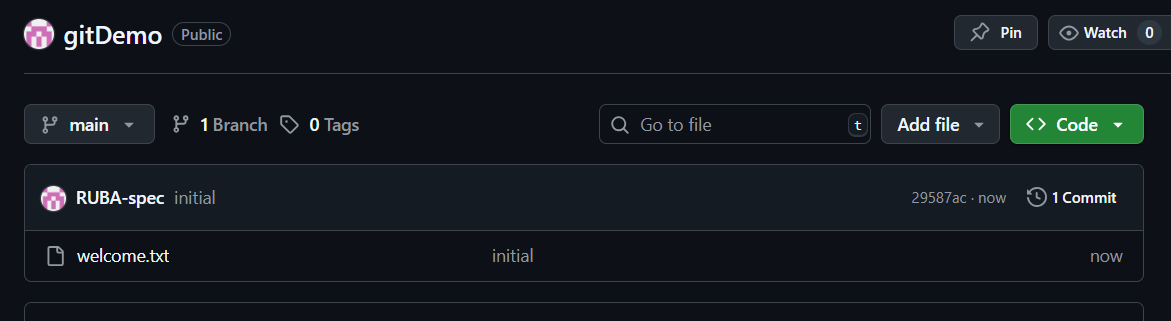 gitDemo Public Pin Watch 0
main 1 Branch 0 Tags Go to file t Add file Code
RUBA-spec initial 29587ac · now 1 Commit
welcome.txt initial now